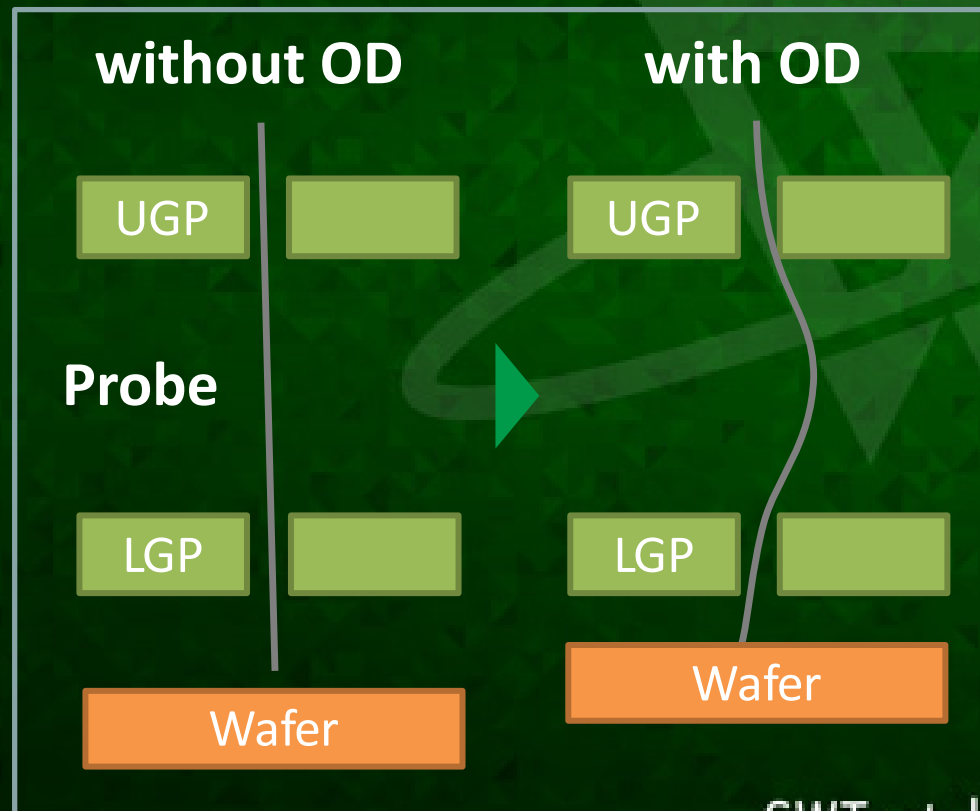 without OD
with OD
UGP
UGP
Probe
LGP
LGP
Wafer
Wafer